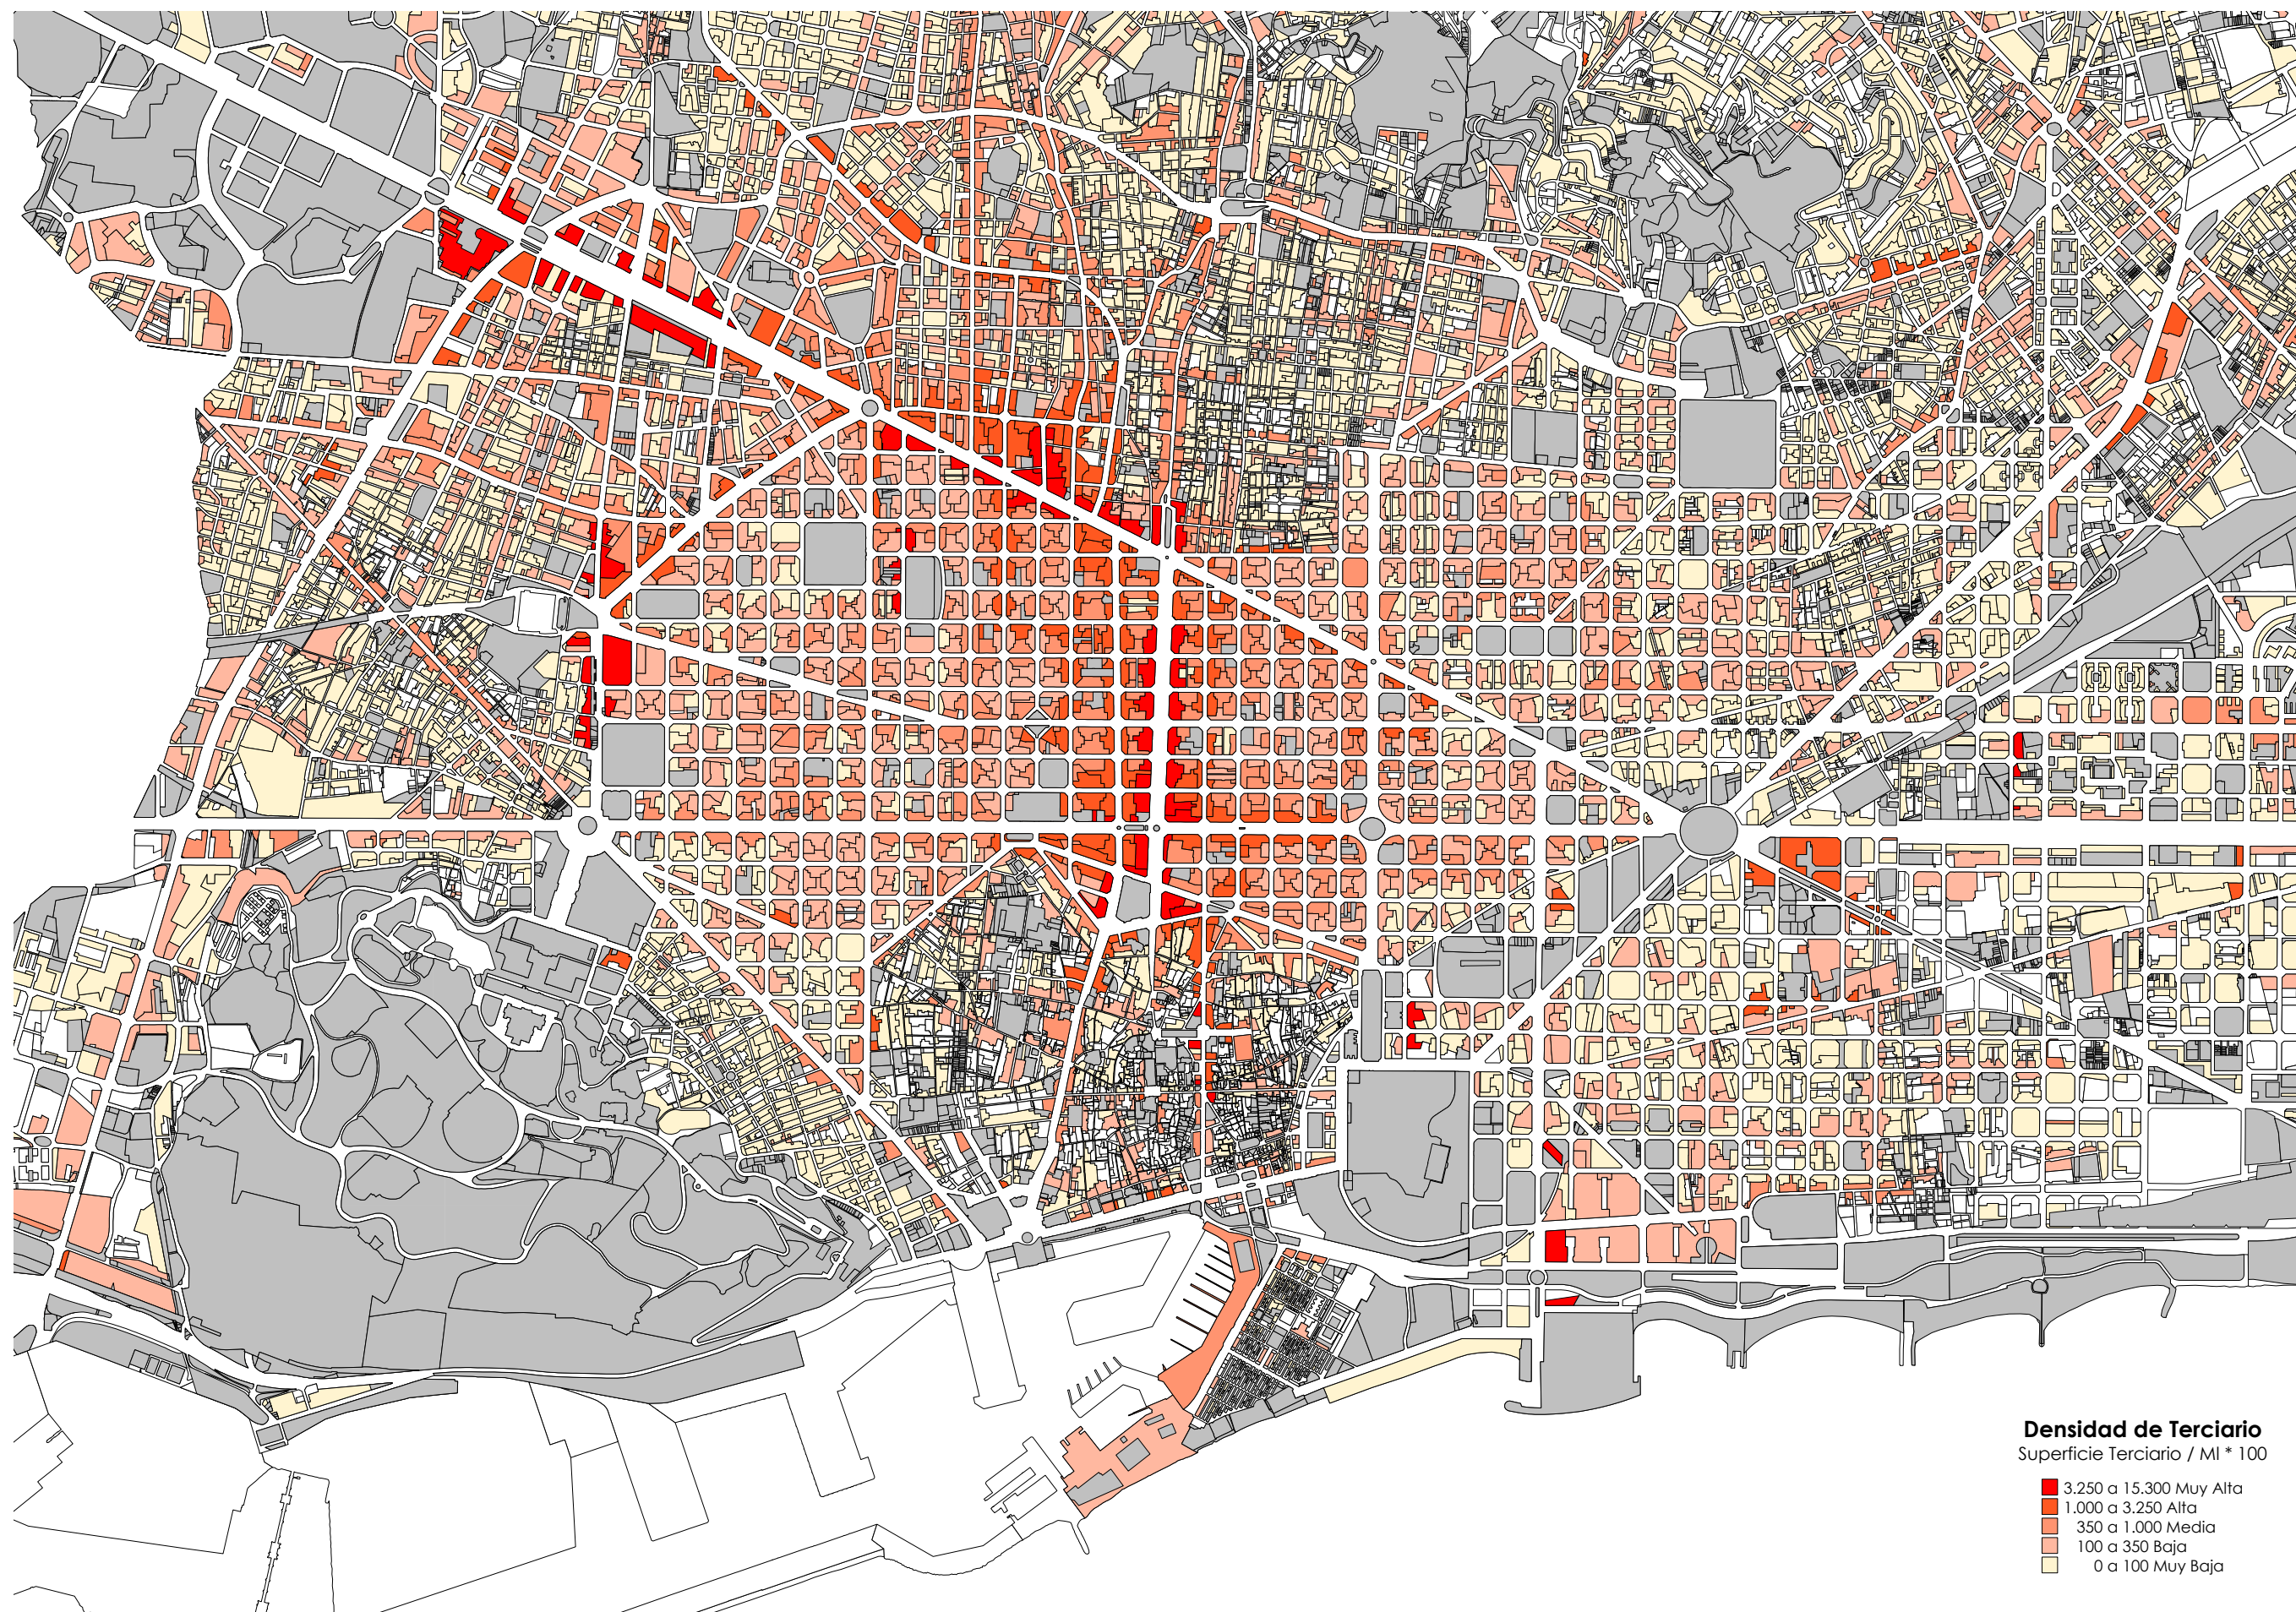 Densidad de Terciario
Superficie Terciario / Ml * 100
3.250 a 15.300 Muy Alta
1.000 a 3.250 Alta
350 a 1.000 Media
100 a 350 Baja
0 a 100 Muy Baja